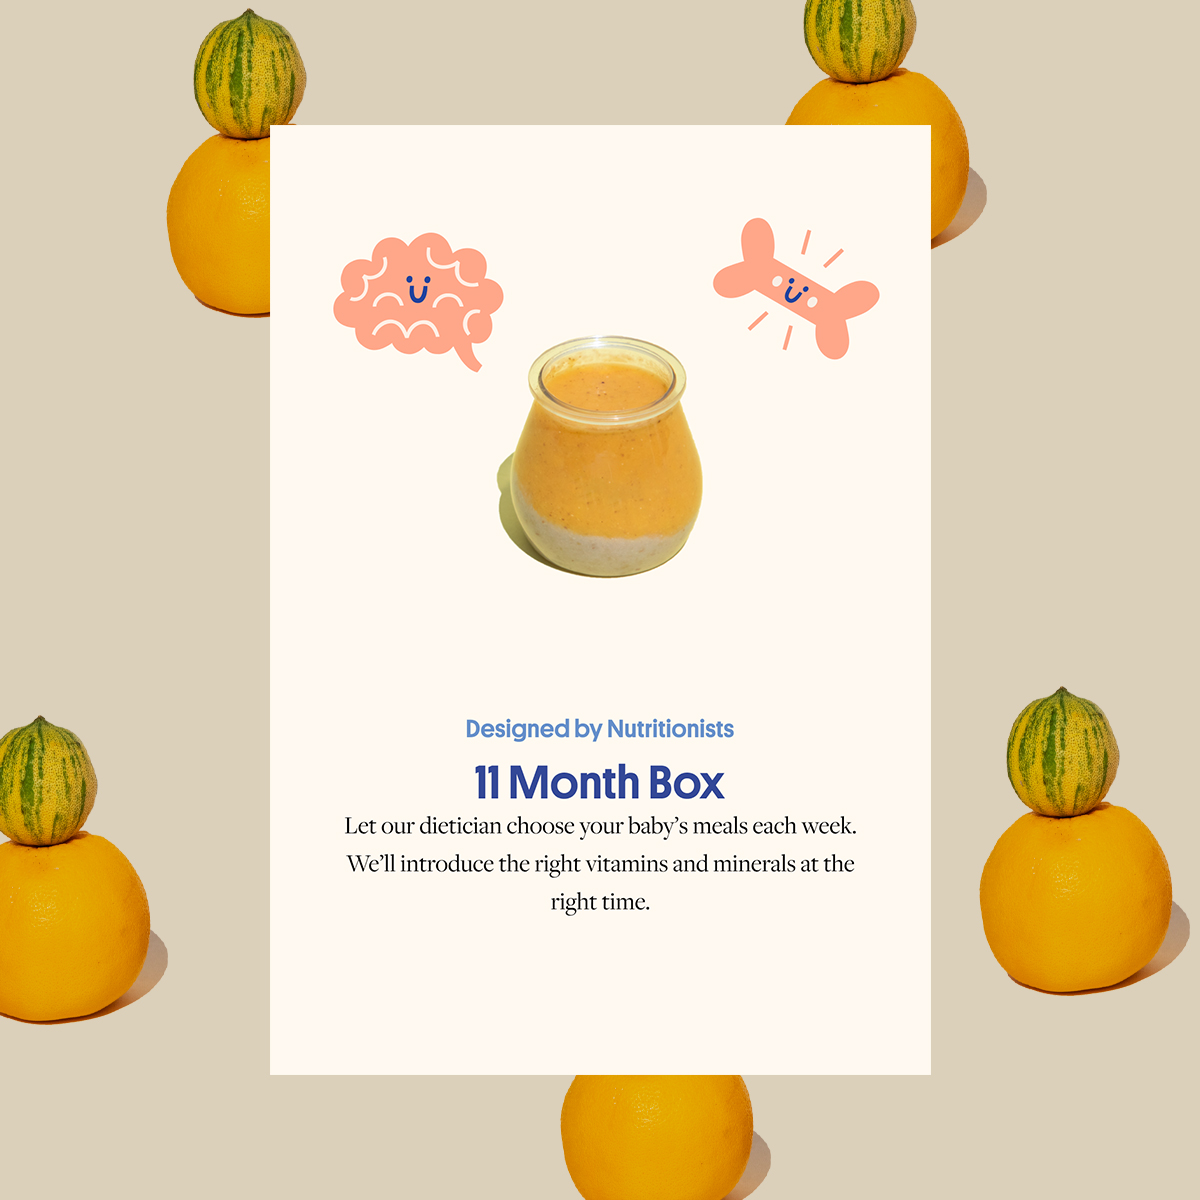 Designed by Nutritionists
11 Month Box
Let our dietician choose your baby’s meals each week.
We’ll introduce the right vitamins and minerals at the
right time.